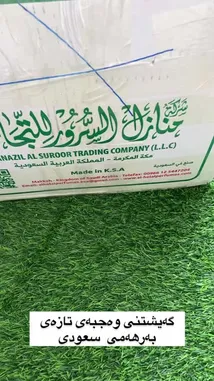 شركة
منازل السرور للتجا
MANAZIL AL SUROOR TRADING COMPANY (L.L.C)
مكة المكرمة - المملكة العربية السعودية
صنع في السعودية
Made in K.S.A
گەیشتنی وەجبەی تازەی
بەرهەمی سعودی